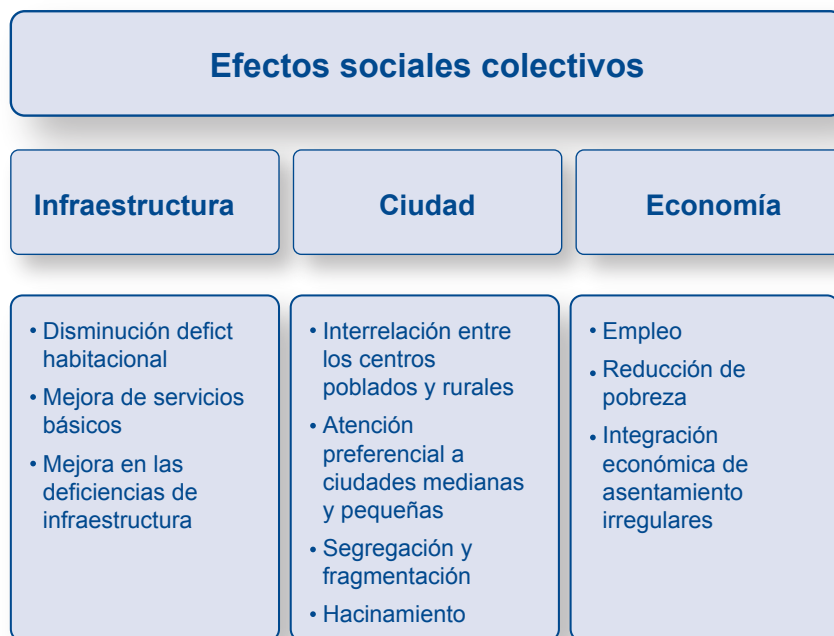 Efectos sociales colectivos
Infraestructura
Ciudad
Economía
• Disminución defict
habitacional
• Mejora de servicios
básicos
• Mejora en las
deficiencias de
infraestructura
• Interrelación entre
los centros
poblados y rurales
• Atención
preferencial a
ciudades medianas
y pequeñas
• Segregación y
fragmentación
• Hacinamiento
• Empleo
• Reducción de
pobreza
• Integración
económica de
asentamiento
irregulares